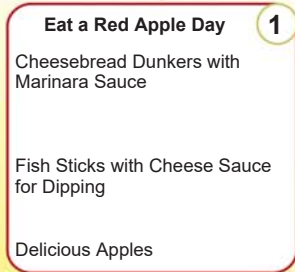 Eat a Red Apple Day
1
Cheesebread Dunkers with
Marinara Sauce
Fish Sticks with Cheese Sauce
for Dipping
Delicious Apples